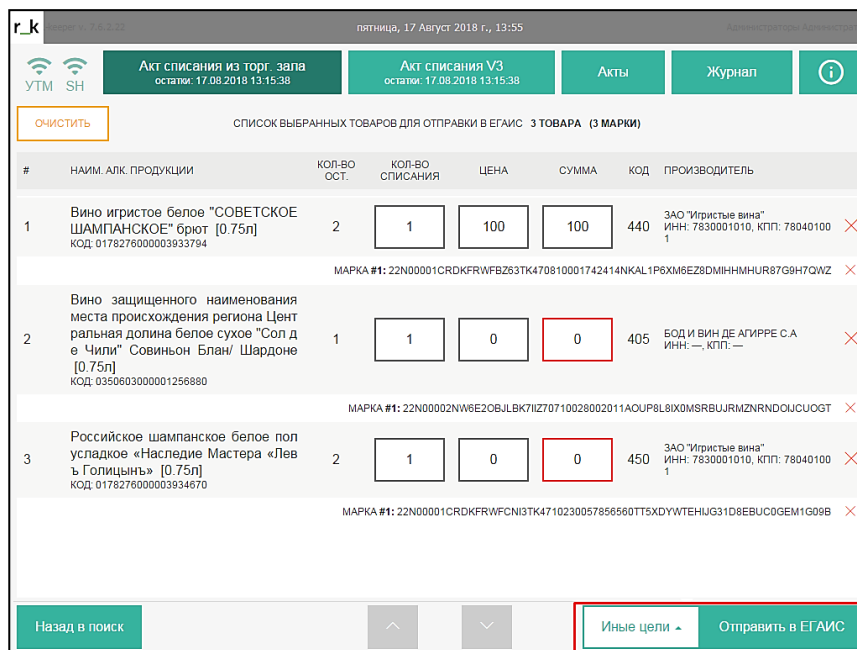 r_k
keeper v. 7.6.2.22
пятница, 17 Август 2018 г., 13:55
УТМ SH
Акт списания из торг. зала
остатки: 17.08.2018 13:15:38
Акт списания V3
остатки: 17.08.2018 13:15:38
Акты
Журнал
ОЧИСТИТЬ
СПИСОК ВЫБРАННЫХ ТОВАРОВ ДЛЯ ОТПРАВКИ В ЕГАИС 3 ТОВАРА (3 МАРКИ)
# НАИМ. АЛК. ПРОДУКЦИИ КОЛ-ВО ОСТ. КОЛ-ВО СПИСАНИЯ ЦЕНА СУММА КОД ПРОИЗВОДИТЕЛЬ
1
Вино игристое белое "СОВЕТСКОЕ
ШАМПАНСКОЕ" брют [0.75л]
КОД: 0178276000003933794
2 1 100 100 440
ЗАО "Игристые вина"
ИНН: 7830001010, КПП: 78040100
1
МАРКА #1: 22N00001CRDKFRWFBZ63TK470810001742414NKAL1P6XM6EZ8DMIHHMHUR87G9H7QWZ
2
Вино защищенного наименования
места происхождения региона Цент
ральная долина белое сухое "Сол д
е Чили" Совиньон Блан/ Шардоне
[0.75л]
КОД: 0350603000001256880
1 1 0 0 405
БОД И ВИН ДЕ АГИРРЕ С.А
ИНН: —, КПП: —
МАРКА #1: 22N00002NW6E2OBJLBK7IIZ70710028002011AOUP8L8IX0MSRBUJRMZNRNDOIJCUOGT
3
Российское шампанское белое пол
усладкое «Наследие Мастера «Лев
ъ Голицынъ» [0.75л]
КОД: 0178276000003934670
2 1 0 0 450
ЗАО "Игристые вина"
ИНН: 7830001010, КПП: 78040100
1
МАРКА #1: 22N00001CRDKFRWFCNI3TK4710230057856560TT5XDYWTEHIJG31D8EBUC0GEM1G09B
Назад в поиск
Иные цели
Отправить в ЕГАИС